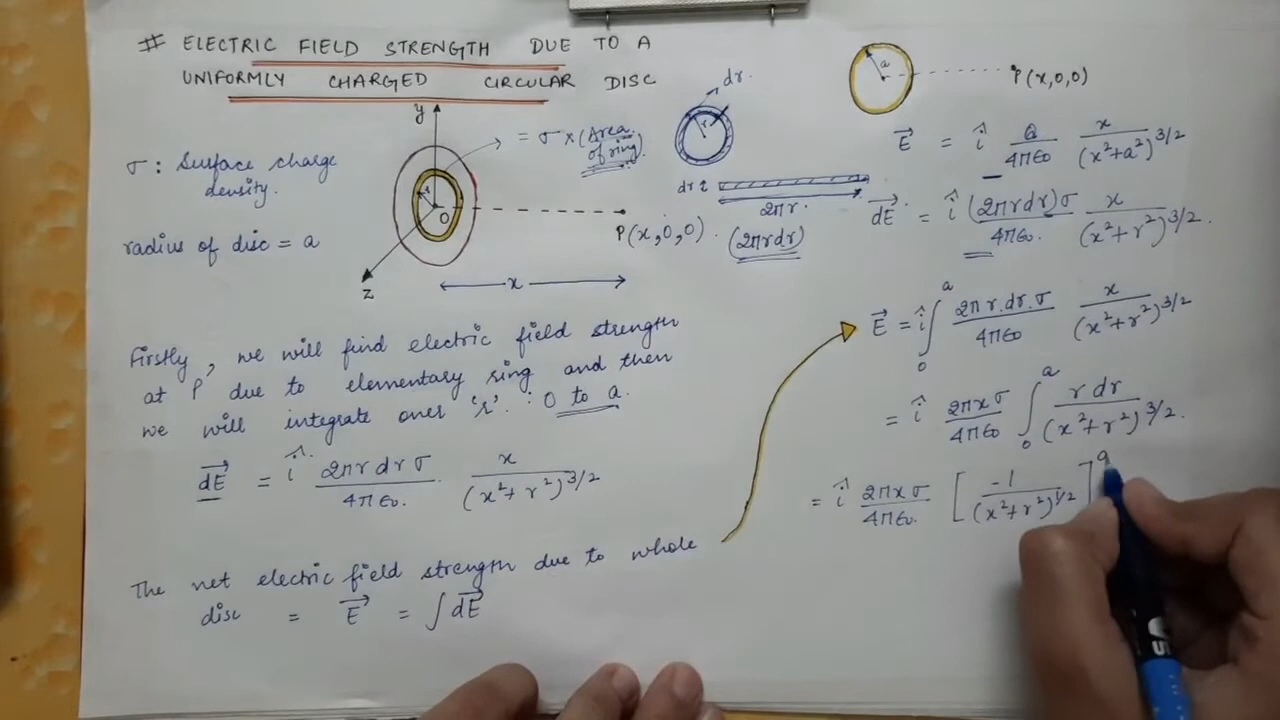 # ELECTRIC FIELD STRENGTH DUE TO A
UNIFORMLY CHARGED CIRCULAR DISC
σ : Surface charge
density.
radius of disc = a
y
r
O
z
= σ × (Area
of ring)
P(x,0,0).
x
dr
r
dr
2πr.
(2πrdr)
a
P(x,0,0)
E⃗ = î Q/4πε₀ x/(x²+a²)^3/2
dE⃗ = î (2πrdr)σ/4πε₀. x/(x²+r²)^3/2.
Firstly, we will find electric field strength
at P due to elementary ring and then
we will integrate over 'r'. : 0 to a.
dE⃗ = î 2πr dr σ/4πε₀. x/(x²+r²)^3/2
The net electric field strength due to whole
disc = E⃗ = ∫dE⃗
E⃗ = î ∫₀^a 2πr.dr.σ/4πε₀ x/(x²+r²)^3/2
= î 2πxσ/4πε₀ ∫₀^a r dr/(x²+r²)^3/2.
= î 2πxσ/4πε₀. [-1/(x²+r²)^1/2]^a